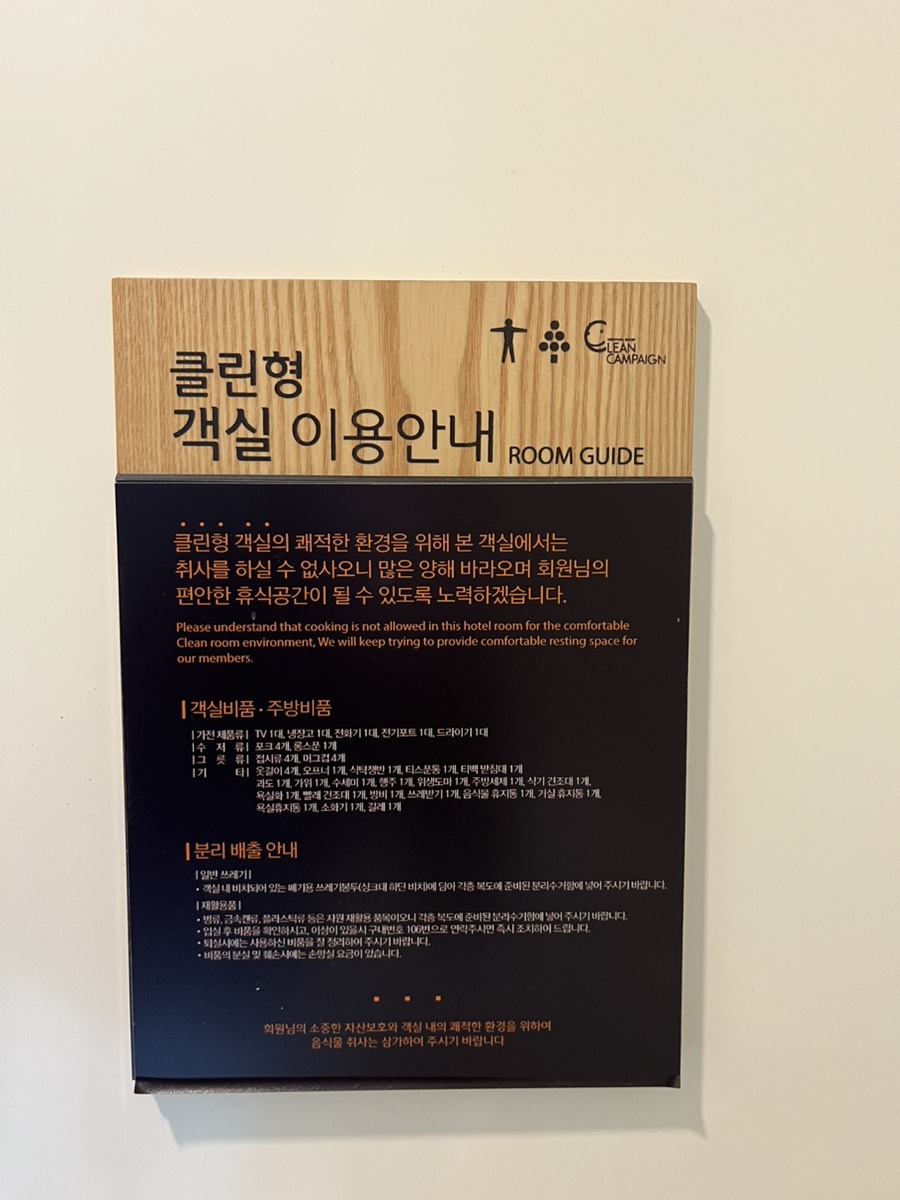 클린형
객실 이용안내 ROOM GUIDE
CLEAN
CAMPAIGN
클린형 객실의 쾌적한 환경을 위해 본 객실에서는
취사를 하실 수 없사오니 많은 양해 바라오며 회원님의
편안한 휴식공간이 될 수 있도록 노력하겠습니다.
Please understand that cooking is not allowed in this hotel room for the comfortable
Clean room environment, We will keep trying to provide comfortable resting space for
our members.
객실비품 · 주방비품
| 가전 제품류 | TV 1대, 냉장고 1대, 전화기 1대, 전기포트 1대, 드라이기 1대
| 수 저 류 | 포크 4개, 롱스푼 1개
| 그 릇 류 | 접시류 4개, 머그컵 4개
| 기 타 | 옷걸이 4개, 오프너 1개, 식탁쟁반 1개, 티스푼통 1개, 티백 받침대 1개
과도 1개, 가위 1개, 수세미 1개, 행주 1개, 위생도마 1개, 주방세제 1개, 식기 건조대 1개,
욕실화 1개, 빨래 건조대 1개, 방비 1개, 쓰레받기 1개, 음식물 휴지통 1개, 거실 휴지통 1개,
욕실휴지통 1개, 소화기 1개, 걸레 1개
분리 배출 안내
| 일반 쓰레기 |
• 객실 내 비치되어 있는 폐기용 쓰레기봉투(싱크대 하단 비치)에 담아 각층 복도에 준비된 분리수거함에 넣어 주시기 바랍니다.
| 재활용품 |
• 병류, 금속캔류, 플라스틱류 등은 자원 재활용 품목이오니 각층 복도에 준비된 분리수거함에 넣어 주시기 바랍니다.
• 입실 후 비품을 확인하시고, 이상이 있을시 구내번호 106번으로 연락주시면 즉시 조치하여 드립니다.
• 퇴실시에는 사용하신 비품을 잘 정리하여 주시기 바랍니다.
• 비품의 분실 및 훼손시에는 손망실 요금이 있습니다.
회원님의 소중한 자산보호와 객실 내의 쾌적한 환경을 위하여
음식물 취사는 삼가하여 주시기 바랍니다